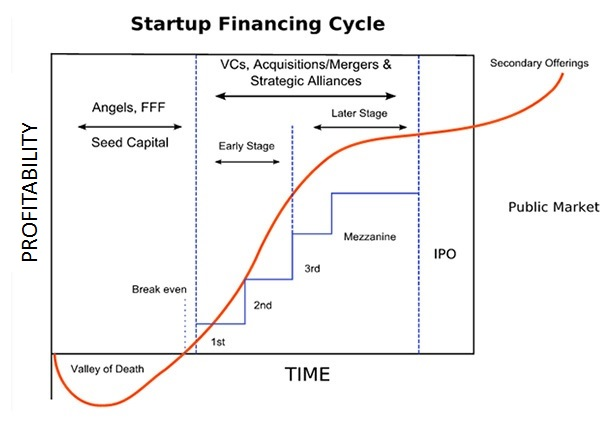 Startup Financing Cycle
VCs, Acquisitions/Mergers &
Strategic Alliances
Secondary Offerings
Angels, FFF
Seed Capital
Later Stage
Early Stage
PROFITABILITY
Public Market
Mezzanine
IPO
3rd
Break even
2nd
1st
Valley of Death
TIME